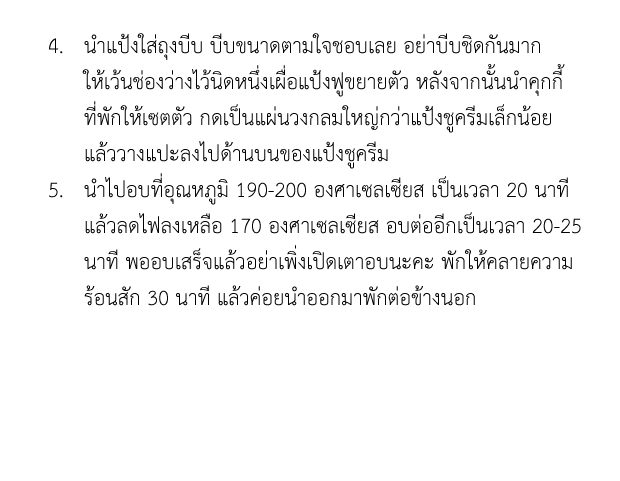 4. นำแป้งใส่ถุงบีบ บีบขนาดตามใจชอบเลย อย่าบีบชิดกันมาก
ให้เว้นช่องว่างไว้นิดหนึ่งเผื่อแป้งฟูขยายตัว หลังจากนั้นนำคุกกี้
ที่พักให้เซตตัว กดเป็นแผ่นวงกลมใหญ่กว่าแป้งชูครีมเล็กน้อย
แล้ววางแปะลงไปด้านบนของแป้งชูครีม
5. นำไปอบที่อุณหภูมิ 190-200 องศาเซลเซียส เป็นเวลา 20 นาที
แล้วลดไฟลงเหลือ 170 องศาเซลเซียส อบต่ออีกเป็นเวลา 20-25
นาที พออบเสร็จแล้วอย่าเพิ่งเปิดเตาอบนะคะ พักให้คลายความ
ร้อนสัก 30 นาที แล้วค่อยนำออกมาพักต่อข้างนอก